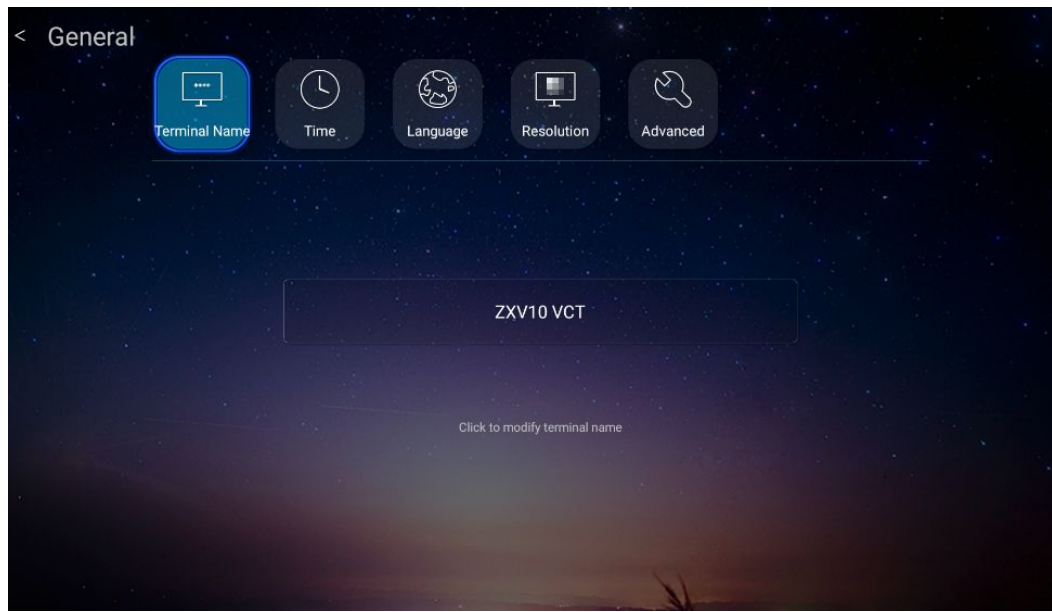 < General
Terminal Name
Time
Language
Resolution
Advanced
ZXV10 VCT
Click to modify terminal name